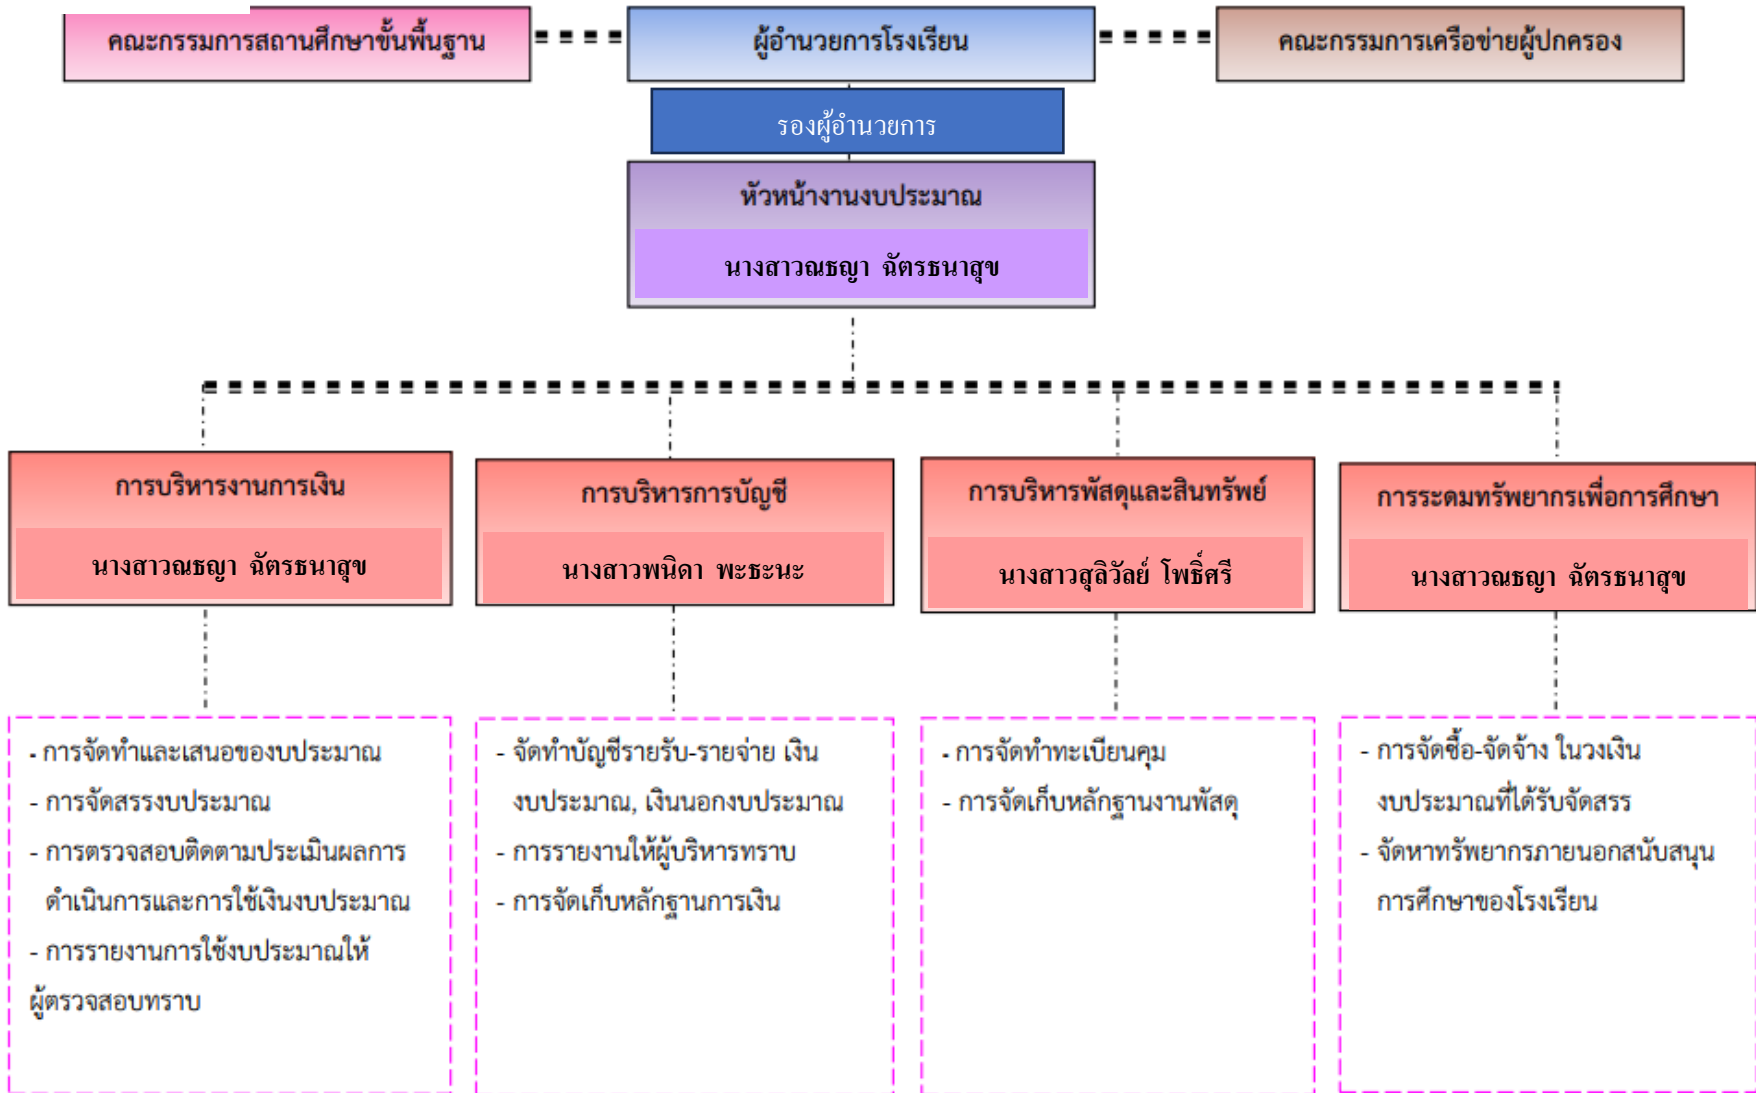 คณะกรรมการสถานศึกษาขั้นพื้นฐาน
ผู้อำนวยการโรงเรียน
คณะกรรมการเครือข่ายผู้ปกครอง
รองผู้อำนวยการ
หัวหน้างานงบประมาณ
นางสาวณธญา ฉัตรธนาสุข
การบริหารงานการเงิน
นางสาวณธญา ฉัตรธนาสุข
- การจัดทำและเสนอของบประมาณ
- การจัดสรรงบประมาณ
- การตรวจสอบติดตามประเมินผลการ
ดำเนินการและการใช้เงินงบประมาณ
- การรายงานการใช้งบประมาณให้
ผู้ตรวจสอบทราบ
การบริหารการบัญชี
นางสาวพนิดา พะธะนะ
- จัดทำบัญชีรายรับ-รายจ่าย เงิน
งบประมาณ, เงินนอกงบประมาณ
- การรายงานให้ผู้บริหารทราบ
- การจัดเก็บหลักฐานการเงิน
การบริหารพัสดุและสินทรัพย์
นางสาวสุลิวัลย์ โพธิ์ศรี
- การจัดทำทะเบียนคุม
- การจัดเก็บหลักฐานงานพัสดุ
การระดมทรัพยากรเพื่อการศึกษา
นางสาวณธญา ฉัตรธนาสุข
- การจัดซื้อ-จัดจ้าง ในวงเงิน
งบประมาณที่ได้รับจัดสรร
- จัดหาทรัพยากรภายนอกสนับสนุน
การศึกษาของโรงเรียน